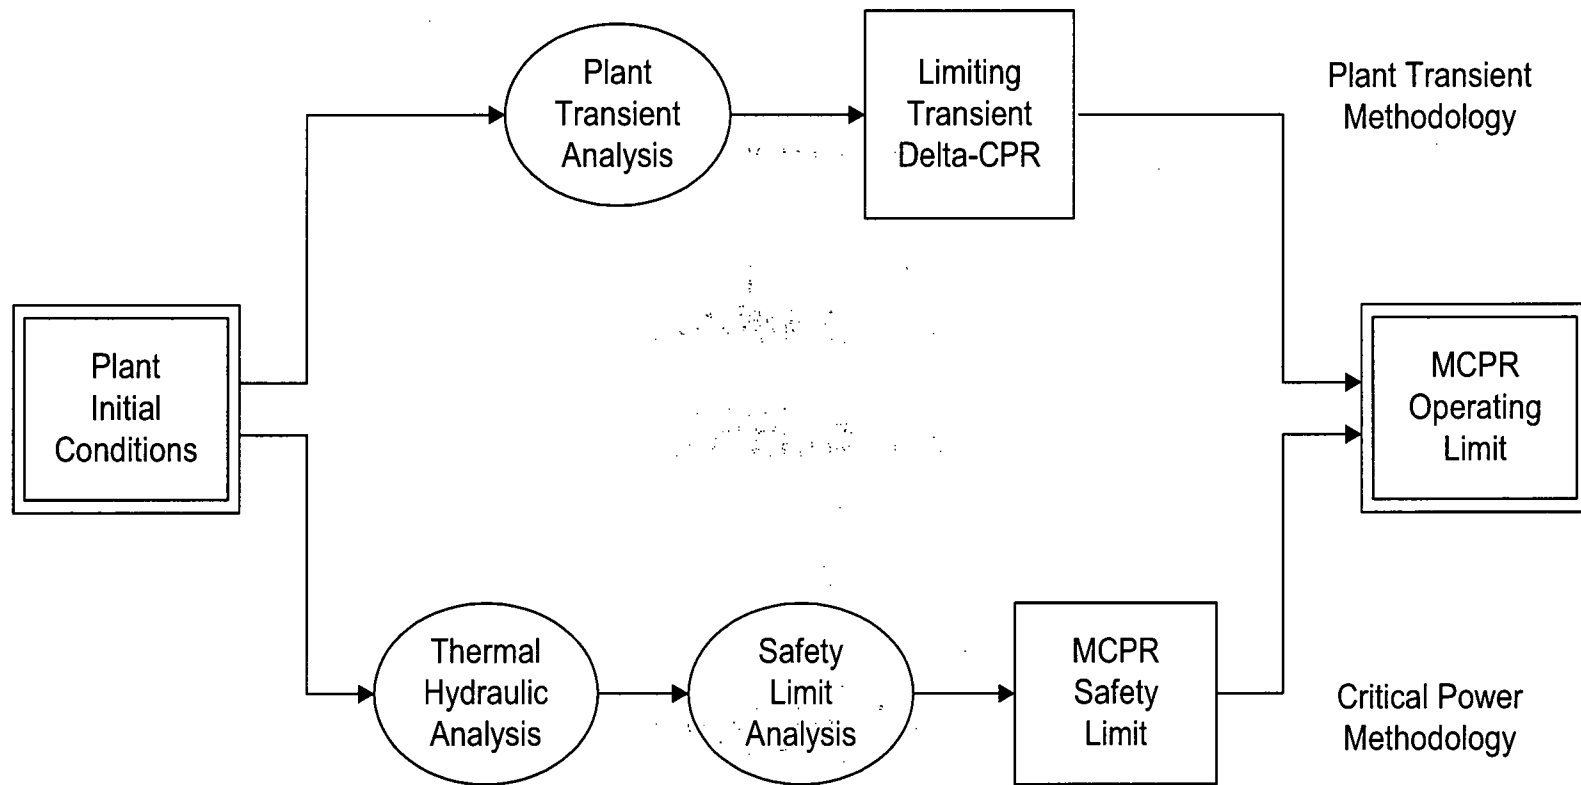 Plant
Transient
Analysis
Limiting
Transient
Delta-CPR
Plant Transient
Methodology
Plant
Initial
Conditions
MCPR
Operating
Limit
Thermal
Hydraulic
Analysis
Safety
Limit
Analysis
MCPR
Safety
Limit
Critical Power
Methodology